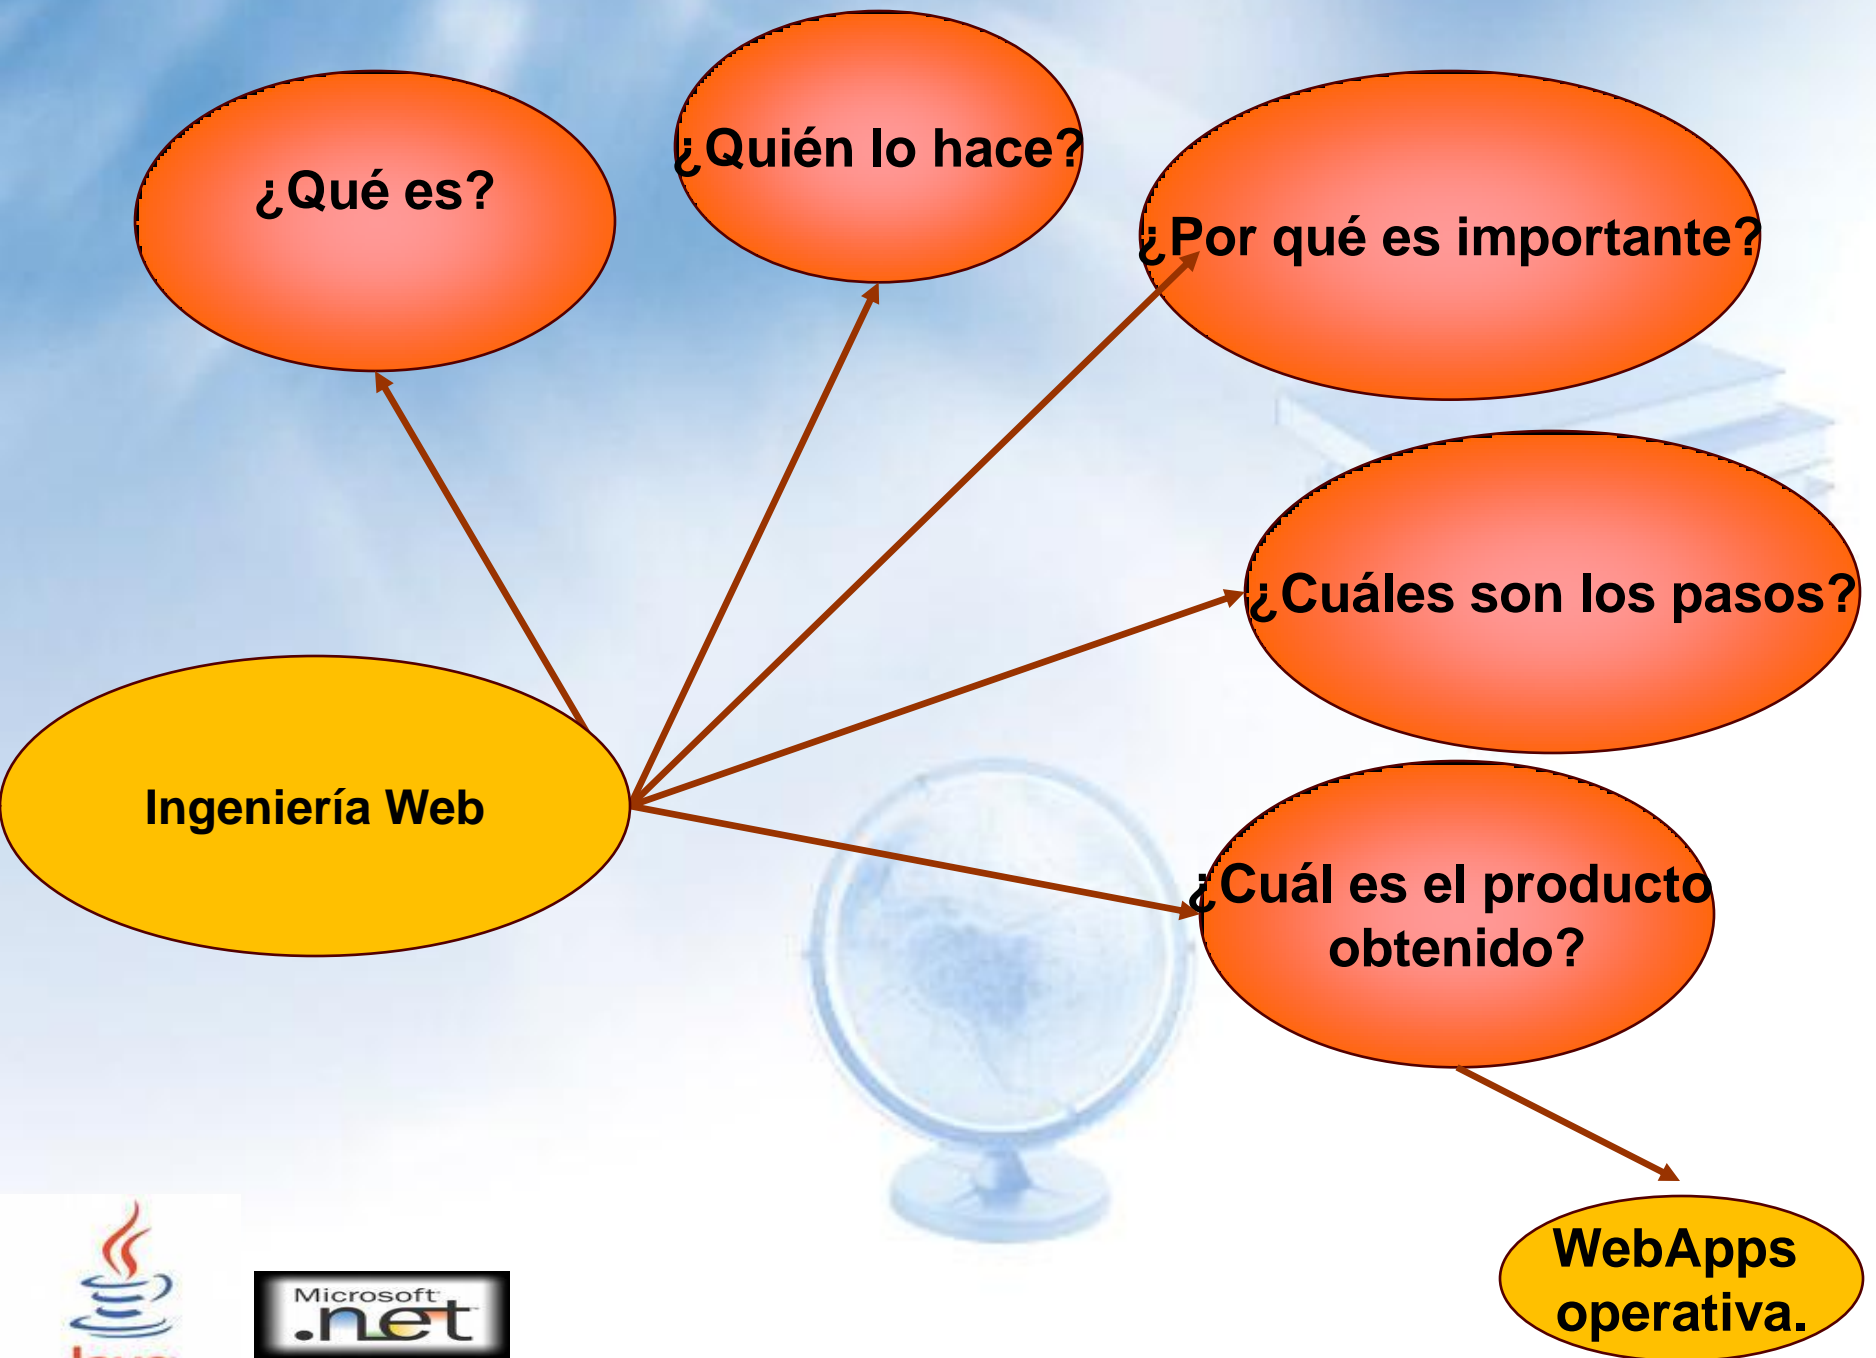 ¿Qué es?
¿Quién lo hace?
¿Por qué es importante?
¿Cuáles son los pasos?
Ingeniería Web
¿Cuál es el producto
obtenido?
WebApps
operativa.
Microsoft
.net
Java